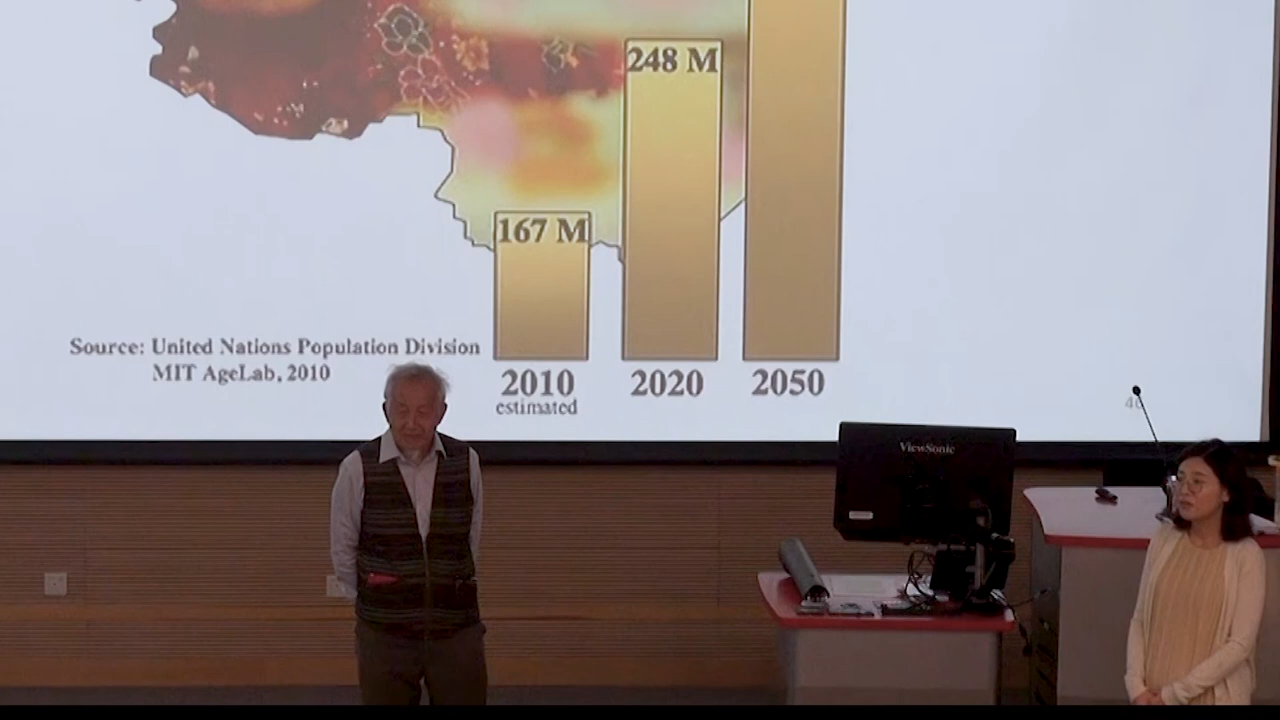 248 M
167 M
Source: United Nations Population Division
MIT AgeLab, 2010
2010
estimated
2020
2050
ViewSonic